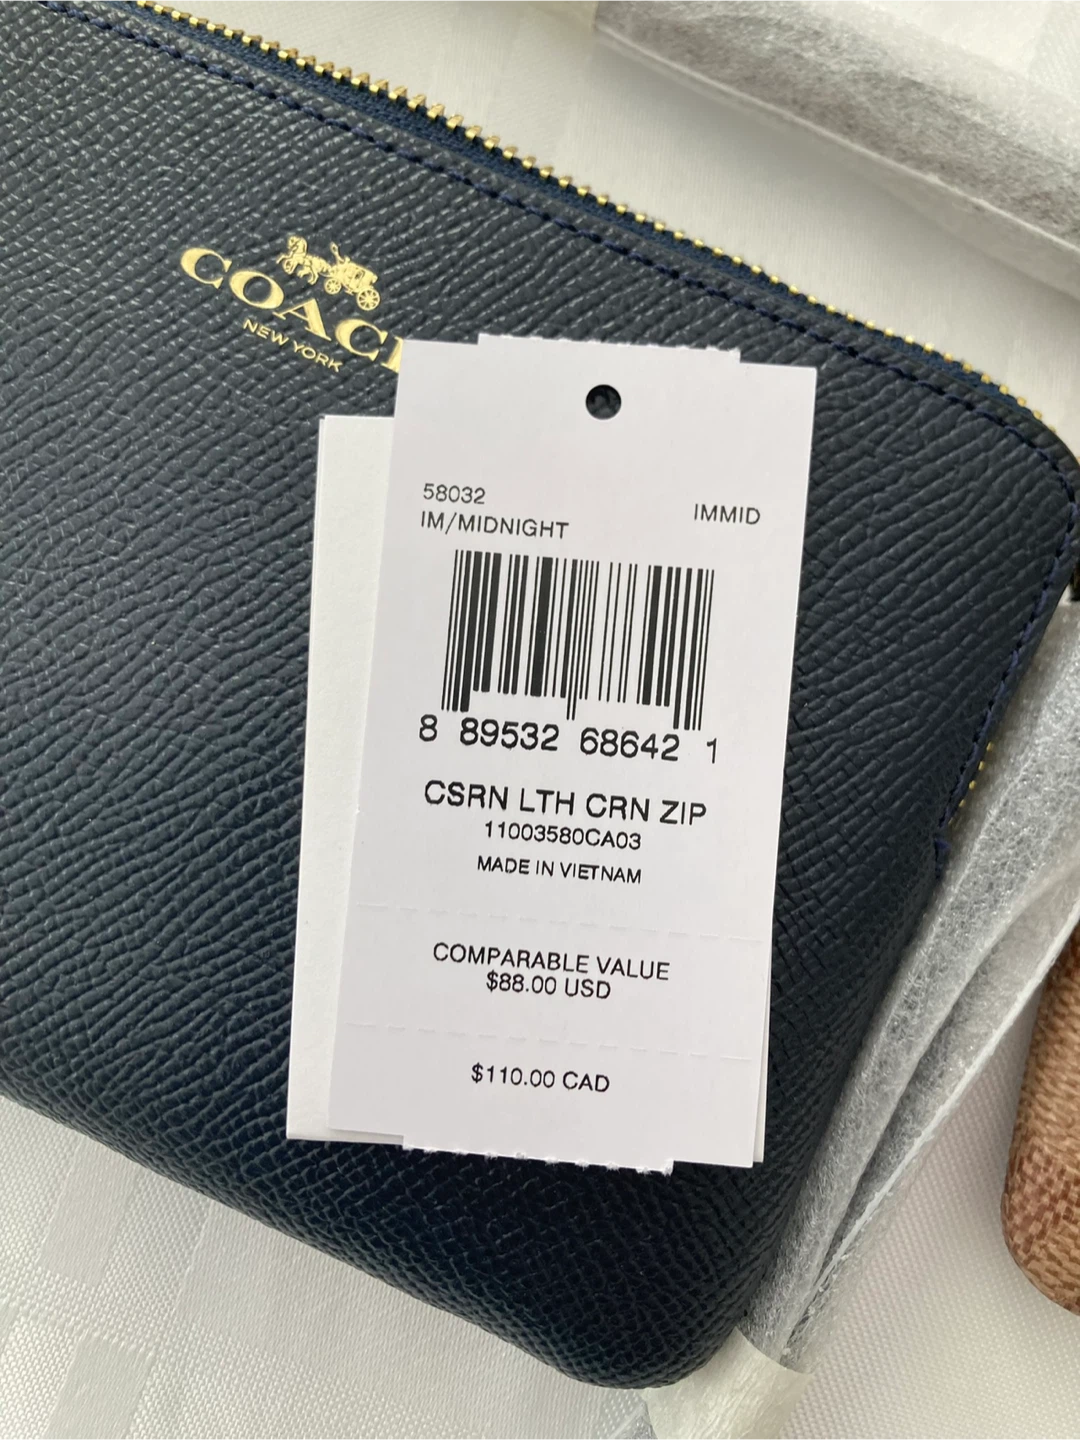 COACH
NEW YORK
58032
IM/MIDNIGHT
IMMID
8 89532 68642 1
CSRN LTH CRN ZIP
11003580CA03
MADE IN VIETNAM
COMPARABLE VALUE
$88.00 USD
$110.00 CAD